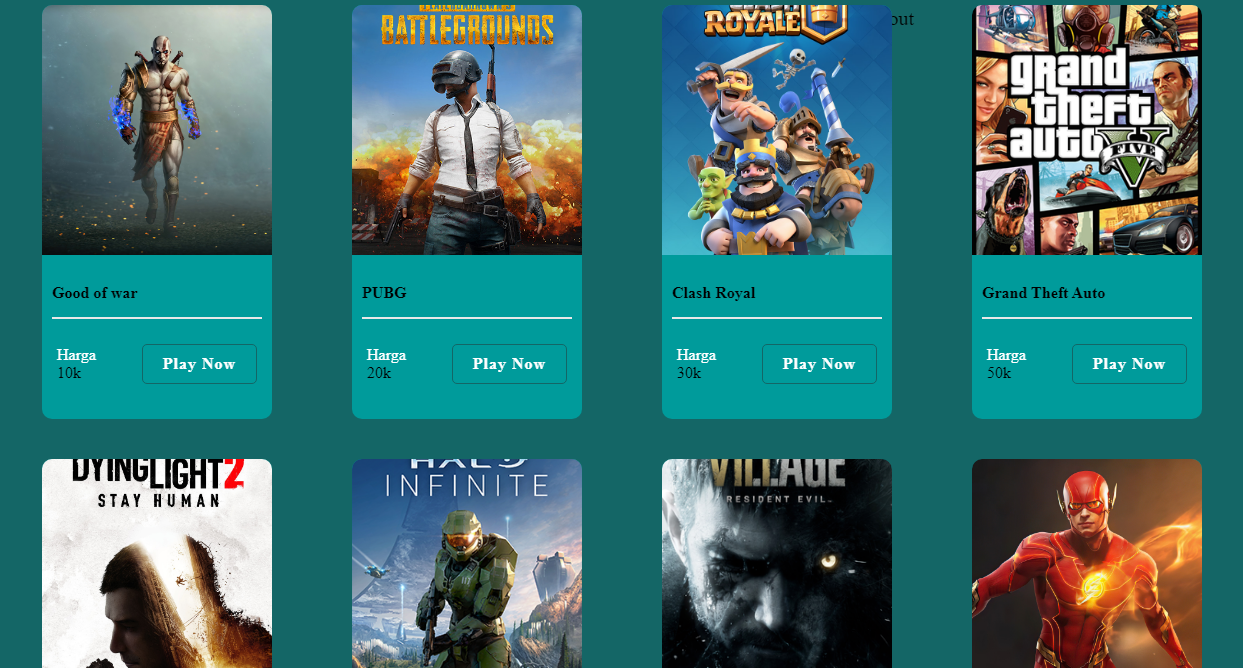 BATTLEGROUNDS
ROYALE
out
grand
theft
auto
V
FIVE
Good of war
PUBG
Clash Royal
Grand Theft Auto
Harga
10k
Play Now
Harga
20k
Play Now
Harga
30k
Play Now
Harga
50k
Play Now
DYING LIGHT 2
STAY HUMAN
HALO
INFINITE
VILLAGE
RESIDENT EVIL